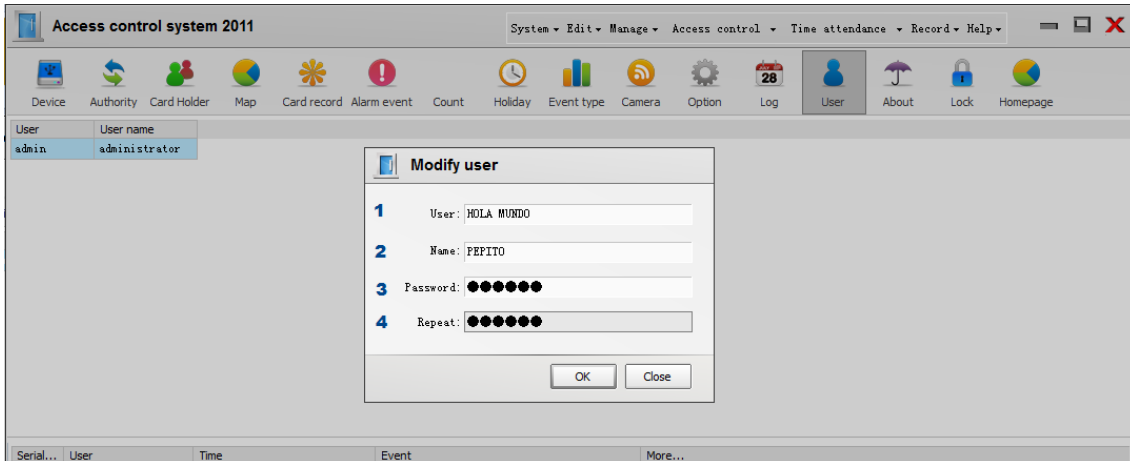 Access control system 2011
System Edit Manage Access control Time attendance Record Help
28
Device Authority Card Holder Map Card record Alarm event Count Holiday Event type Camera Option Log User About Lock Homepage
User User name
admin administrator
Modify user
1 User: HOLA MUNDO
2 Name: PEPITO
3 Password: ●●●●●●
4 Repeat: ●●●●●●
OK Close
Serial... User Time Event More...